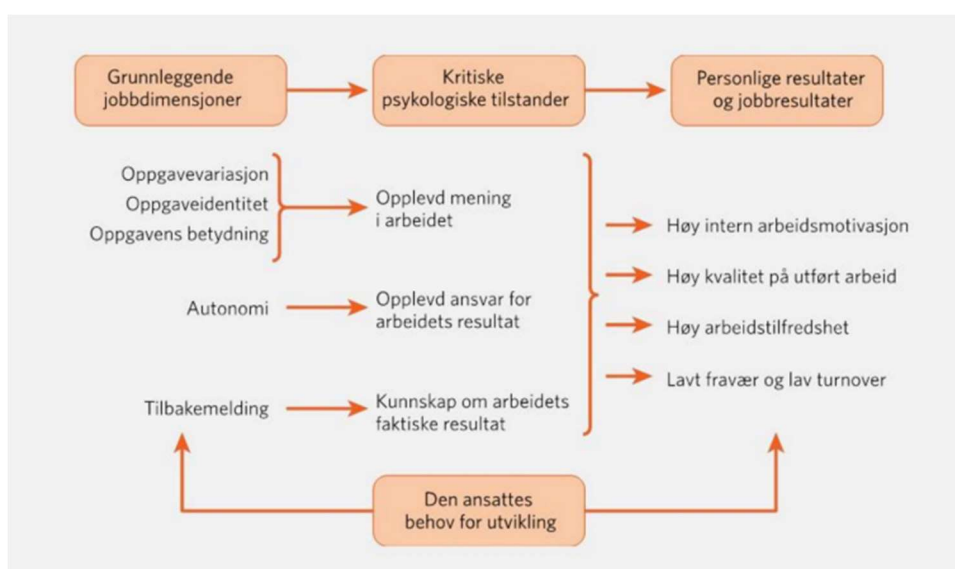 Grunnleggende
jobbdimensjoner
Kritiske
psykologiske tilstander
Personlige resultater
og jobbresultater
Oppgavevariasjon
Oppgaveidentitet
Oppgavens betydning
Opplevd mening
i arbeidet
Autonomi
Opplevd ansvar for
arbeidets resultat
Tilbakemelding
Kunnskap om arbeidets
faktiske resultat
Høy intern arbeidsmotivasjon
Høy kvalitet på utført arbeid
Høy arbeidstilfredshet
Lavt fravær og lav turnover
Den ansattes
behov for utvikling